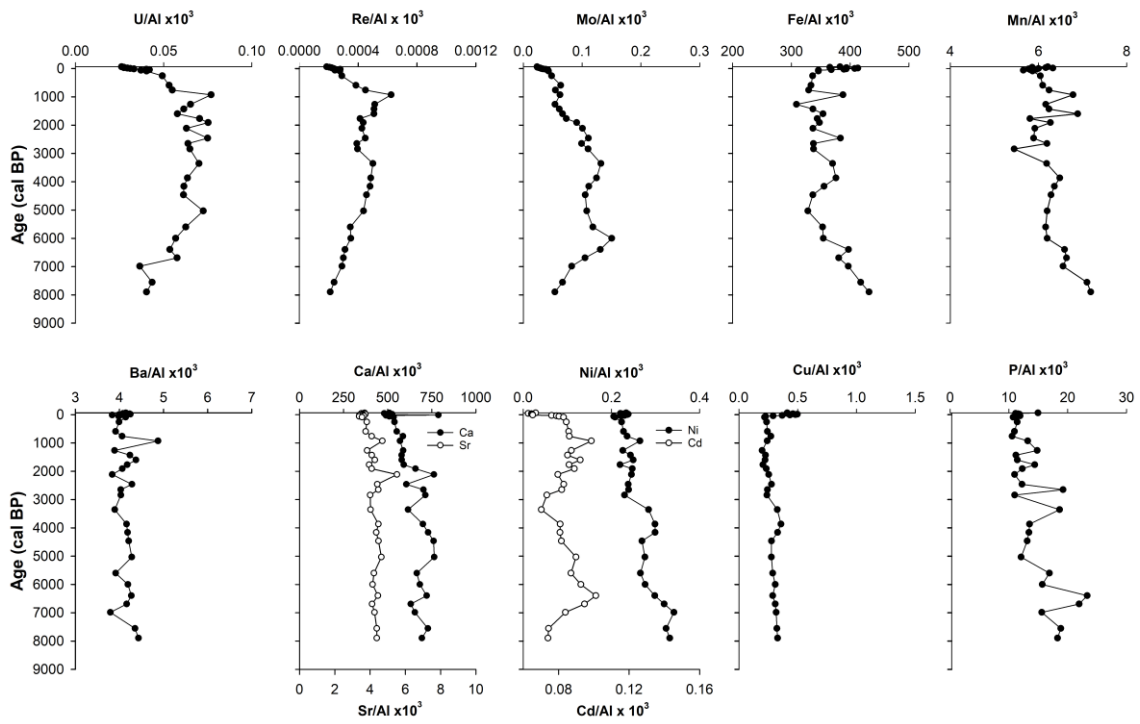 U/Al x10³ Re/Al x 10³ Mo/Al x10³ Fe/Al x10³ Mn/Al x10³
0.00 0.05 0.10 0.00000 0.00004 0.0008 0.0012 0.0 0.1 0.2 0.3 200 300 400 500 4 6 8
0
1000
2000
3000
4000
5000
6000
7000
8000
9000
Age (cal BP)
Ba/Al x10³ Ca/Al x10³ Ni/Al x10³ Cu/Al x10³ P/Al x10³
3 4 5 6 7 0 250 500 750 1000 0.0 0.2 0.4 0.0 0.5 1.0 1.5 0 10 20 30
0
1000
2000
3000
4000
5000
6000
7000
8000
9000
Age (cal BP)
Ca
Sr
Ni
Cd
0 2 4 6 8 10 0.08 0.12 0.16
Sr/Al x10³ Cd/Al x 10³